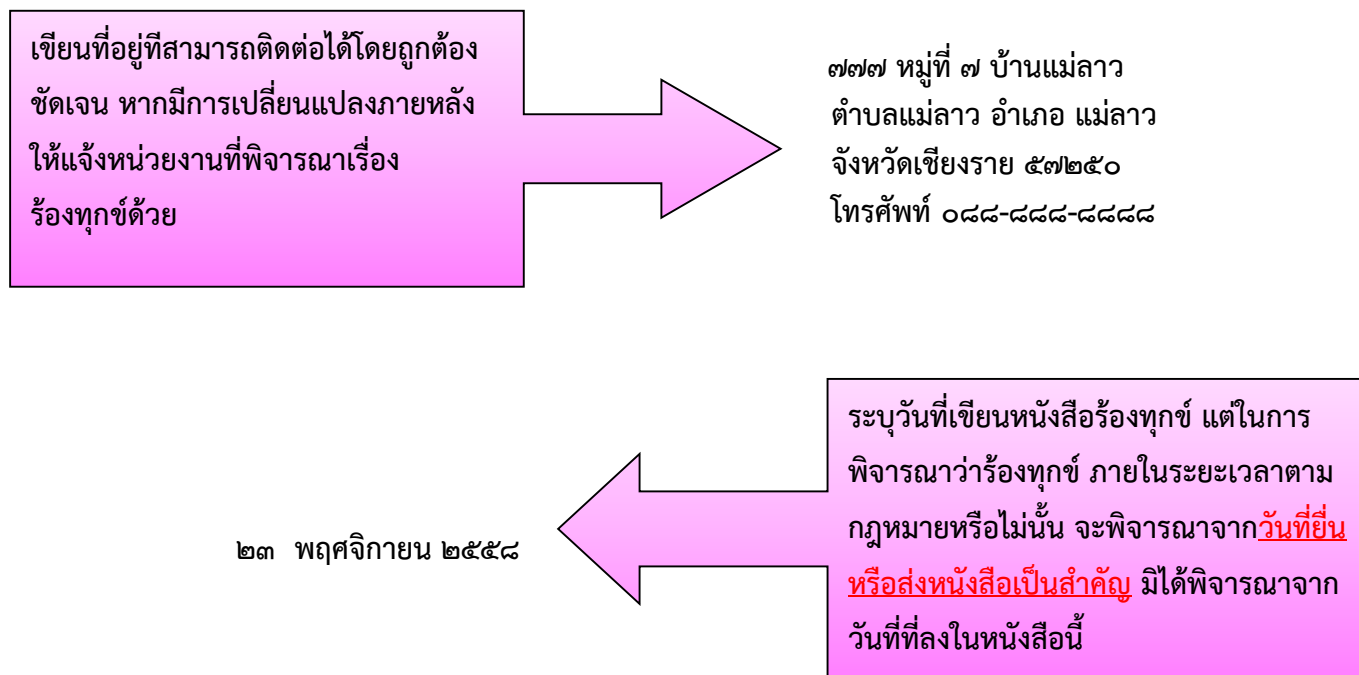 เขียนที่อยู่ทีสามารถติดต่อได้โดยถูกต้อง
ชัดเจน หากมีการเปลี่ยนแปลงภายหลัง
ให้แจ้งหน่วยงานที่พิจารณาเรื่อง
ร้องทุกข์ด้วย
๗๗๗ หมู่ที่ ๗ บ้านแม่ลาว
ตำบลแม่ลาว อำเภอ แม่ลาว
จังหวัดเชียงราย ๕๗๒๕๐
โทรศัพท์ ๐๘๘-๘๘๘-๘๘๘๘
ระบุวันที่เขียนหนังสือร้องทุกข์ แต่ในการ
พิจารณาว่าร้องทุกข์ ภายในระยะเวลาตาม
กฎหมายหรือไม่นั้น จะพิจารณาจากวันที่ยื่น
หรือส่งหนังสือเป็นสำคัญ มิได้พิจารณาจาก
วันที่ที่ลงในหนังสือนี้
๒๓ พฤศจิกายน ๒๕๕๘